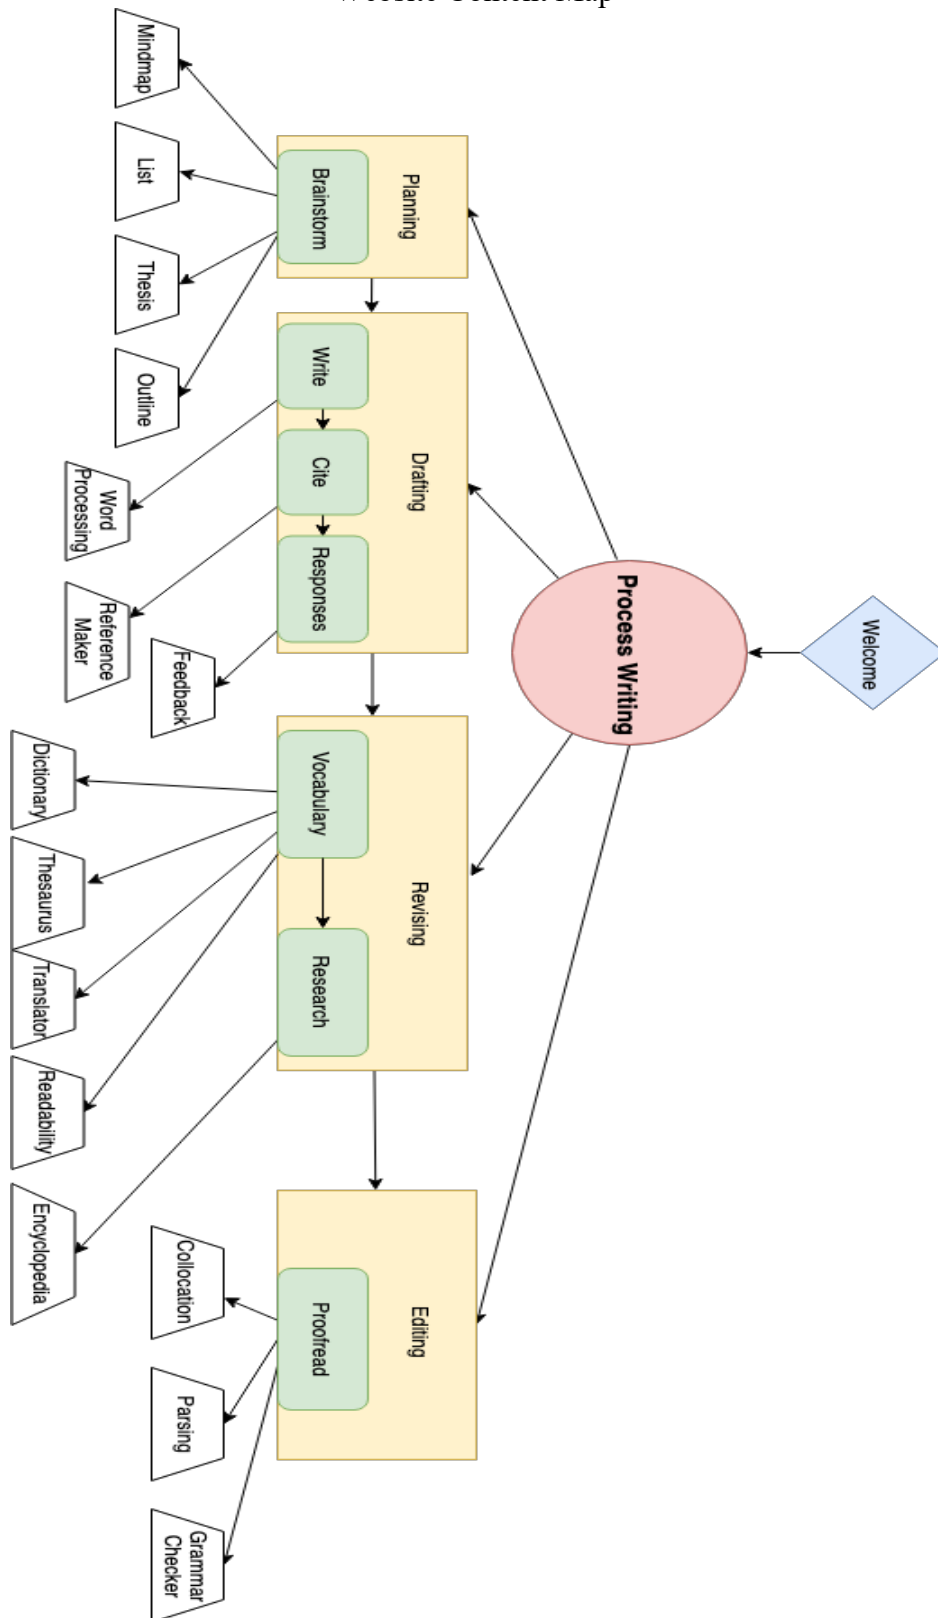 Website Content Map
Welcome
Process Writing
Planning
Drafting
Revising
Editing
Brainstorm
Write
Cite
Responses
Vocabulary
Research
Proofread
Mindmap
List
Thesis
Outline
Word
Processing
Reference
Maker
Feedback
Dictionary
Thesaurus
Translator
Readability
Encyclopedia
Collocation
Parsing
Grammar
Checker